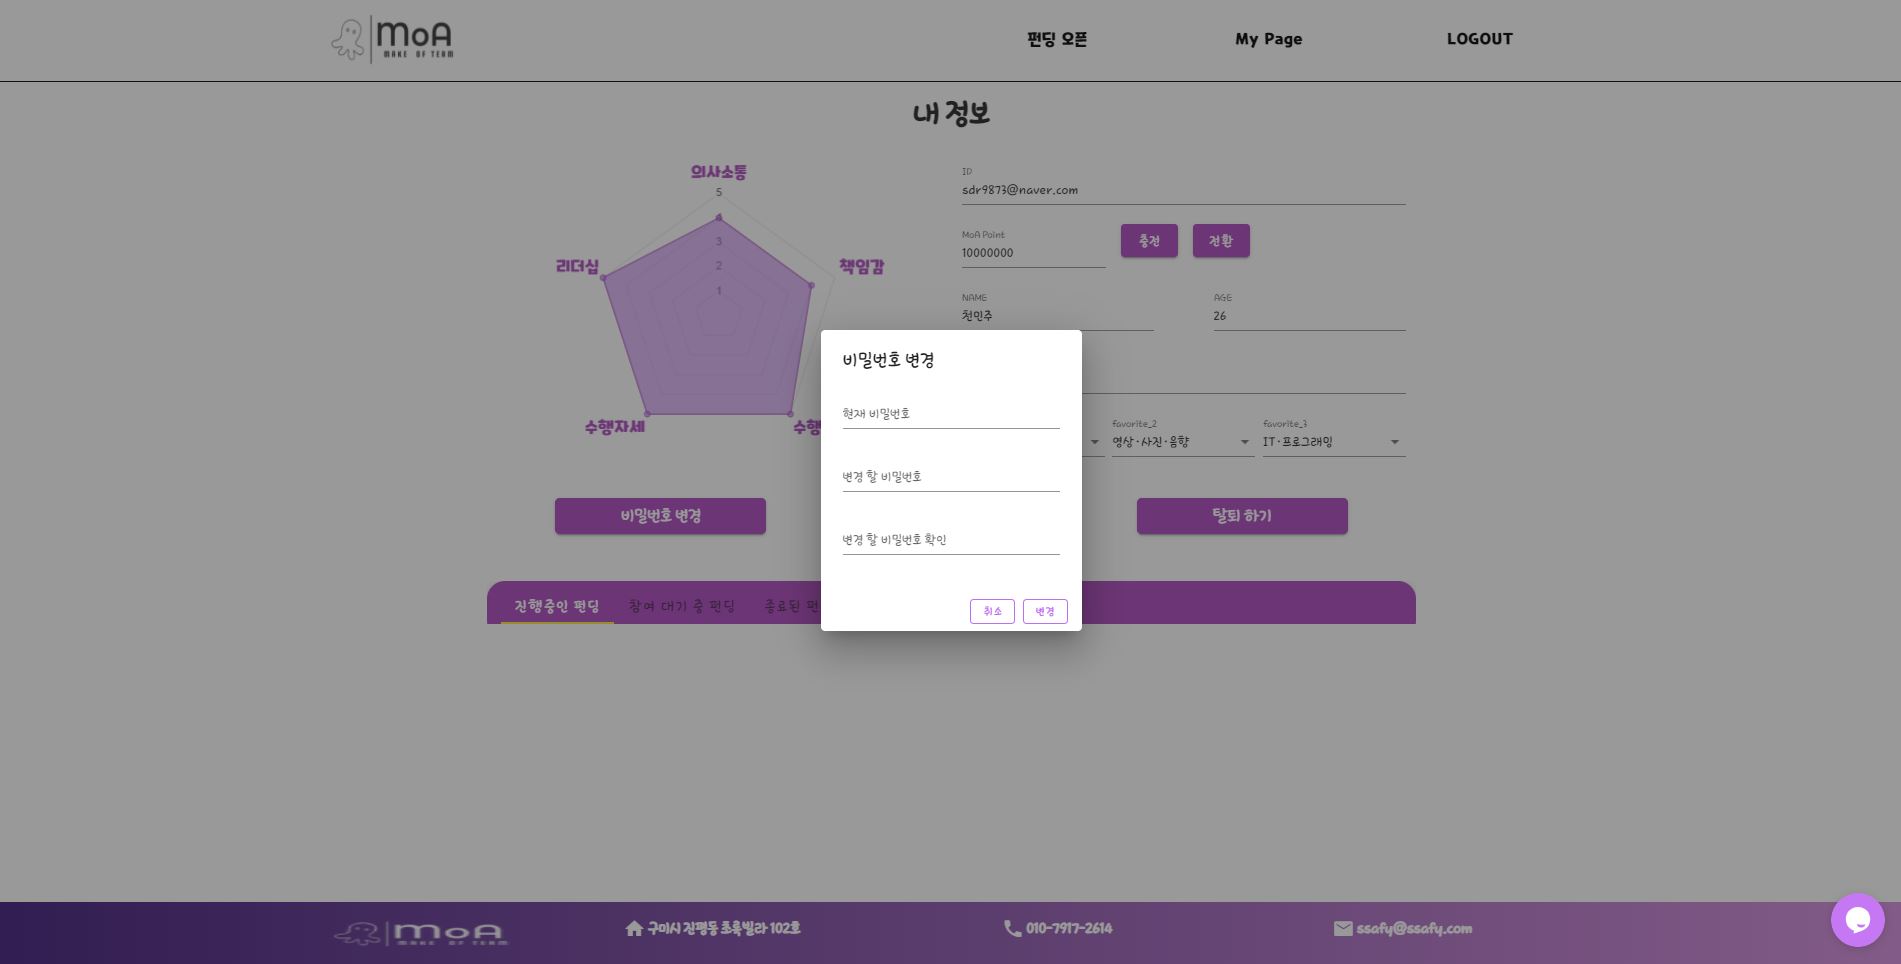 MoA
MAKE OF TEAM
펀딩 오픈
My Page
LOGOUT
내 정보
의사소통
5
4
3
2
1
리더십
책임감
수행자세
수행
ID
sdr9873@naver.com
MoA Point
10000000
충전
전환
NAME
천민주
AGE
26
favorite_2
영상·사진·음향
favorite_3
IT·프로그래밍
비밀번호 변경
탈퇴 하기
비밀번호 변경
현재 비밀번호
변경 할 비밀번호
변경 할 비밀번호 확인
취소
변경
진행중인 펀딩
참여 대기 중 펀딩
종료된 펀
MoA
MAKE OF TEAM
구미시 진평동 초록빌라 102호
010-7917-2614
ssafy@ssafy.com